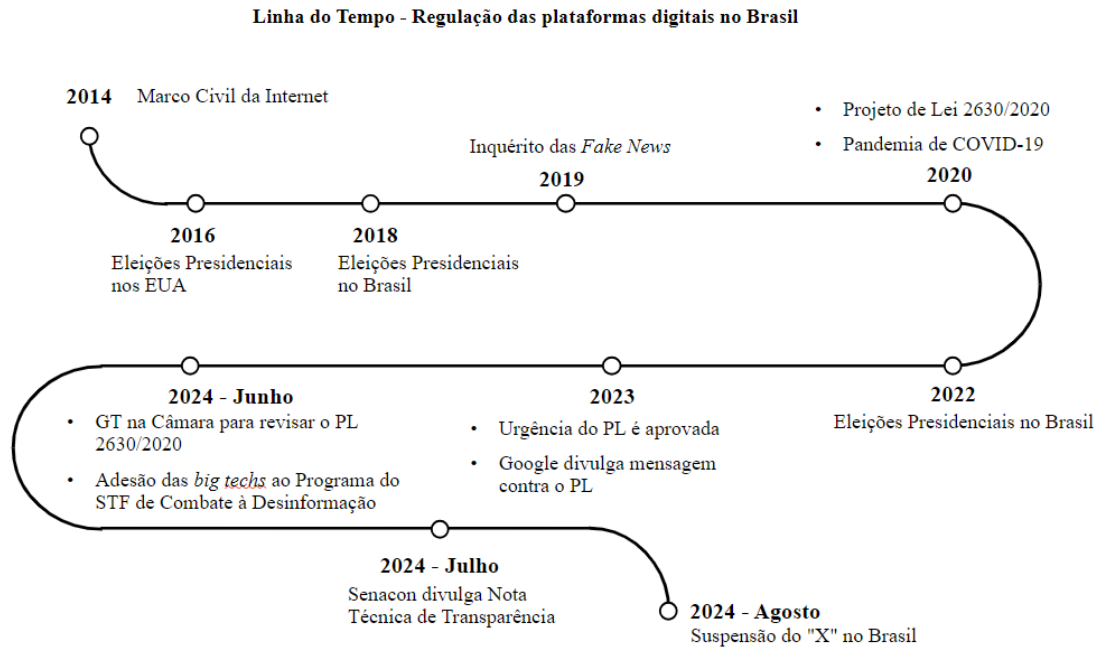 Linha do Tempo - Regulação das plataformas digitais no Brasil
2014 Marco Civil da Internet
2016
Eleições Presidenciais
nos EUA
2018
Eleições Presidenciais
no Brasil
Inquérito das Fake News
2019
• Projeto de Lei 2630/2020
• Pandemia de COVID-19
2020
2022
Eleições Presidenciais no Brasil
2023
• Urgência do PL é aprovada
• Google divulga mensagem
contra o PL
2024 - Junho
• GT na Câmara para revisar o PL
2630/2020
• Adesão das big techs ao Programa do
STF de Combate à Desinformação
2024 - Julho
Senacon divulga Nota
Técnica de Transparência
2024 - Agosto
Suspensão do "X" no Brasil